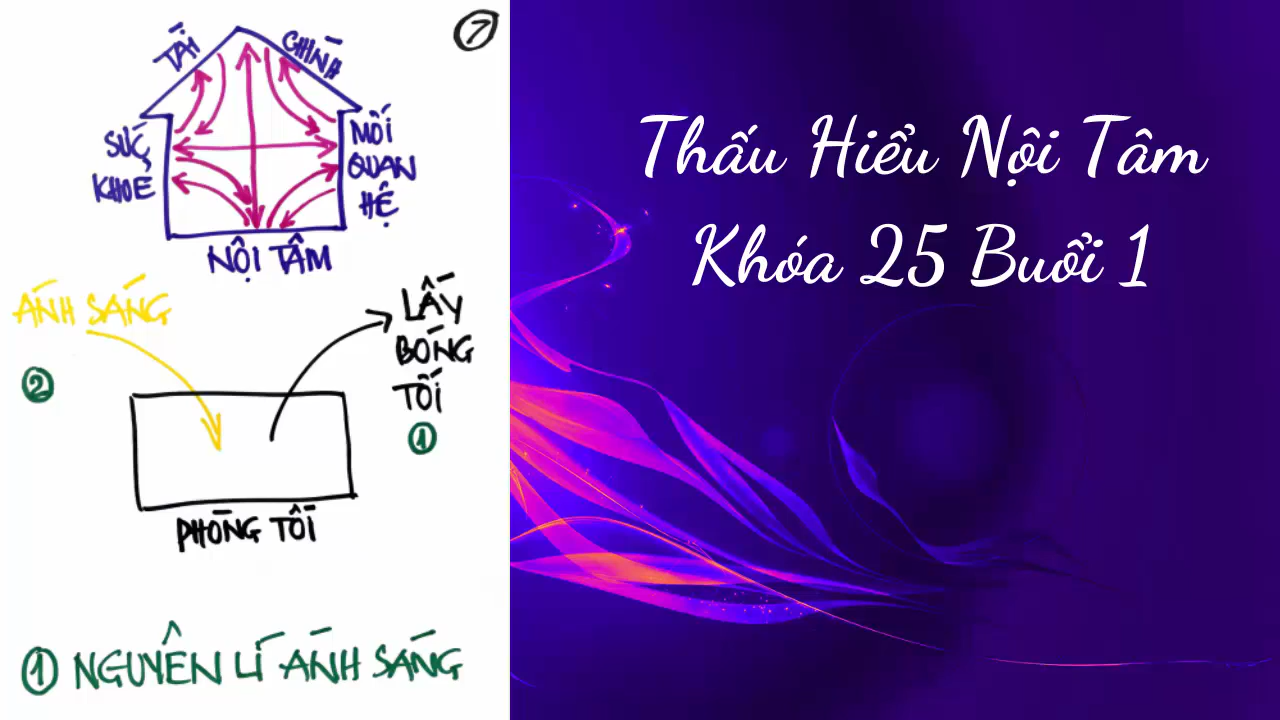 7
TÀI CHÍNH
SỨC
KHOẺ
MỐI
QUAN
HỆ
NỘI TÂM
ÁNH SÁNG
2
LẤY
BÓNG
TỐI
1
PHÒNG TỐI
1 NGUYÊN LÍ ÁNH SÁNG
Thấu Hiểu Nội Tâm
Khóa 25 Buổi 1